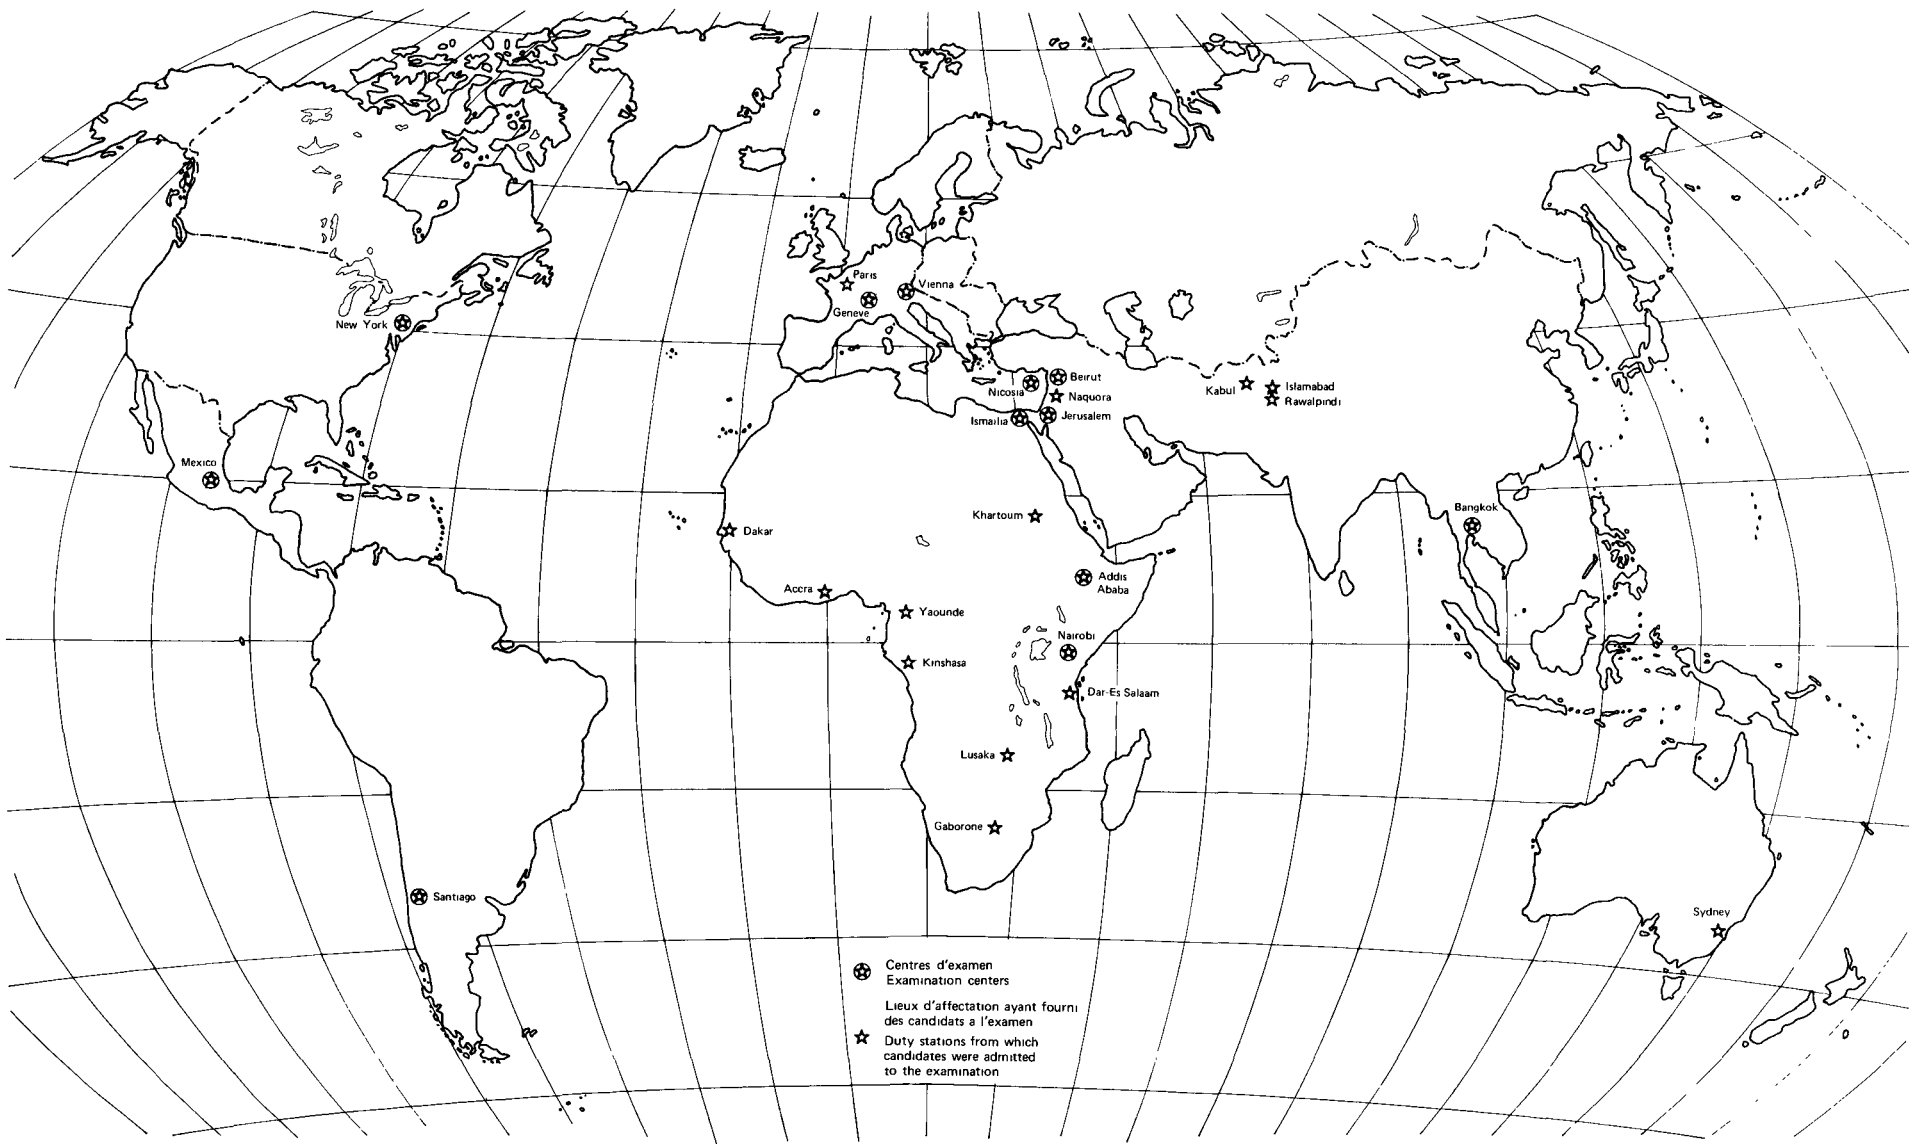 Paris
Vienna
Geneve
New York
Beirut
Nicosia
Naquora
Kabul
Islamabad
Rawalpindi
Ismailia
Jerusalem
Mexico
Bangkok
Khartoum
Dakar
Addis
Ababa
Accra
Yaounde
Nairobi
Kinshasa
Dar-Es Salaam
Lusaka
Gaborone
Santiago
Sydney
Centres d'examen
Examination centers
Lieux d'affectation ayant fourni
des candidats a l'examen
Duty stations from which
candidates were admitted
to the examination